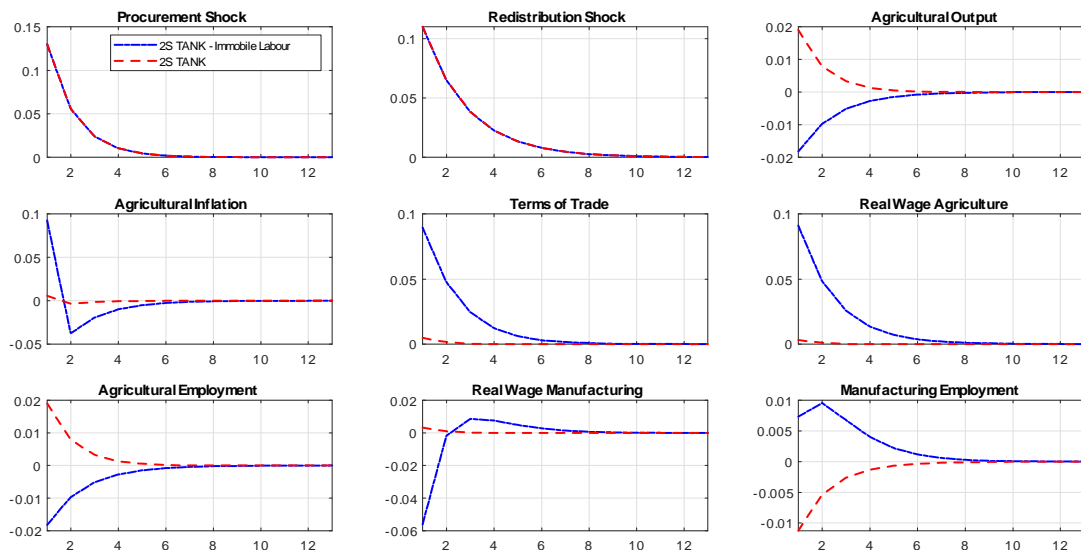 Procurement Shock
0.15
0.1
0.05
0
2S TANK - Immobile Labour
2S TANK
2 4 6 8 10 12
Redistribution Shock
0.1
0.05
0
2 4 6 8 10 12
Agricultural Output
0.02
0.01
0
-0.01
-0.02
2 4 6 8 10 12
Agricultural Inflation
0.1
0.05
0
-0.05
2 4 6 8 10 12
Terms of Trade
0.1
0.05
0
2 4 6 8 10 12
Real Wage Agriculture
0.1
0.05
0
2 4 6 8 10 12
Agricultural Employment
0.02
0.01
0
-0.01
-0.02
2 4 6 8 10 12
Real Wage Manufacturing
0.02
0
-0.02
-0.04
-0.06
2 4 6 8 10 12
Manufacturing Employment
0.01
0.005
0
-0.005
-0.01
2 4 6 8 10 12